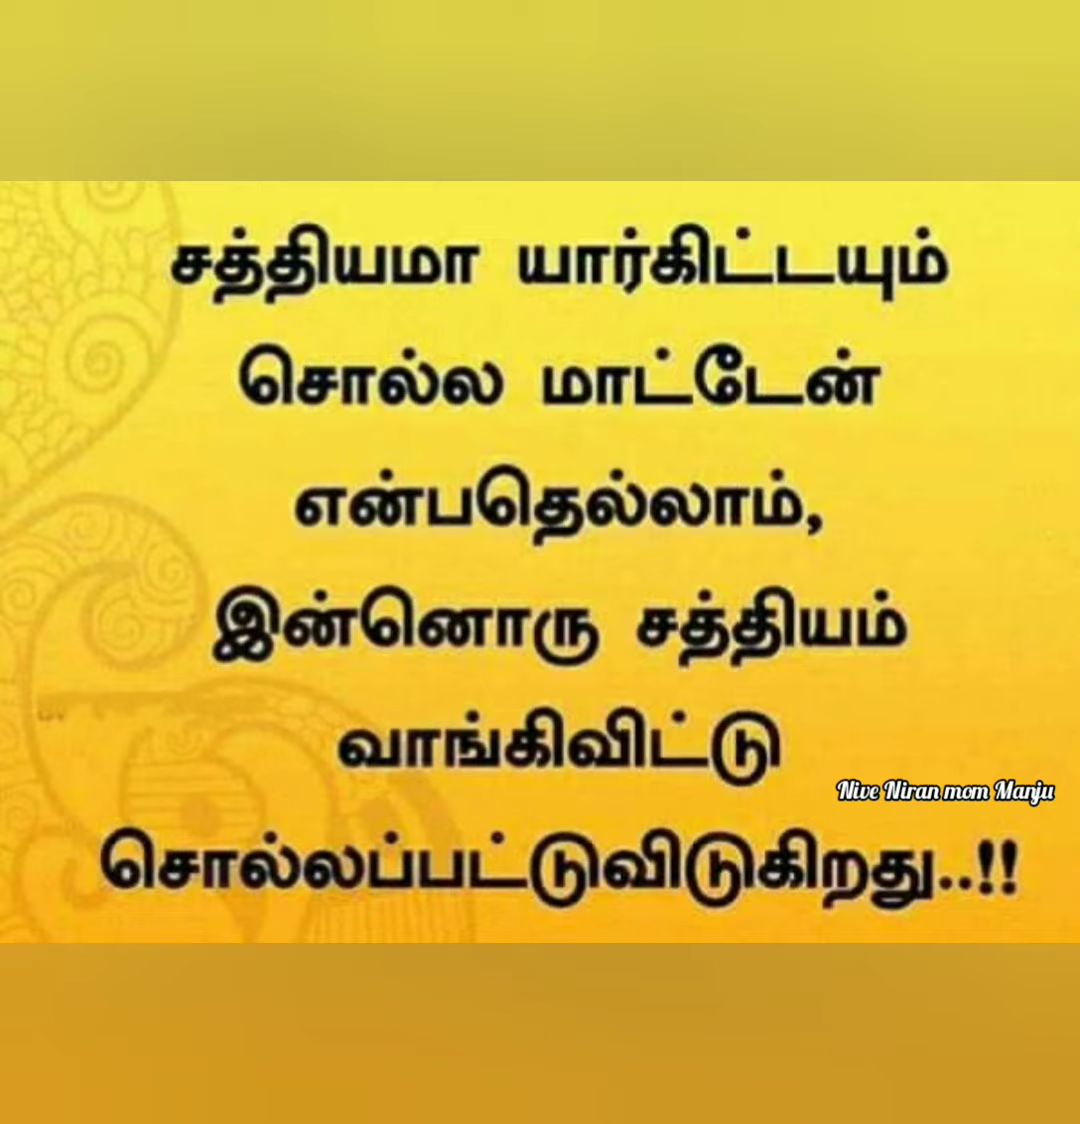 சத்தியமா யார்கிட்டயும்
சொல்ல மாட்டேன்
என்பதெல்லாம்,
இன்னொரு சத்தியம்
வாங்கிவிட்டு
Nive Niran mom Manju
சொல்லப்பட்டுவிடுகிறது..!!